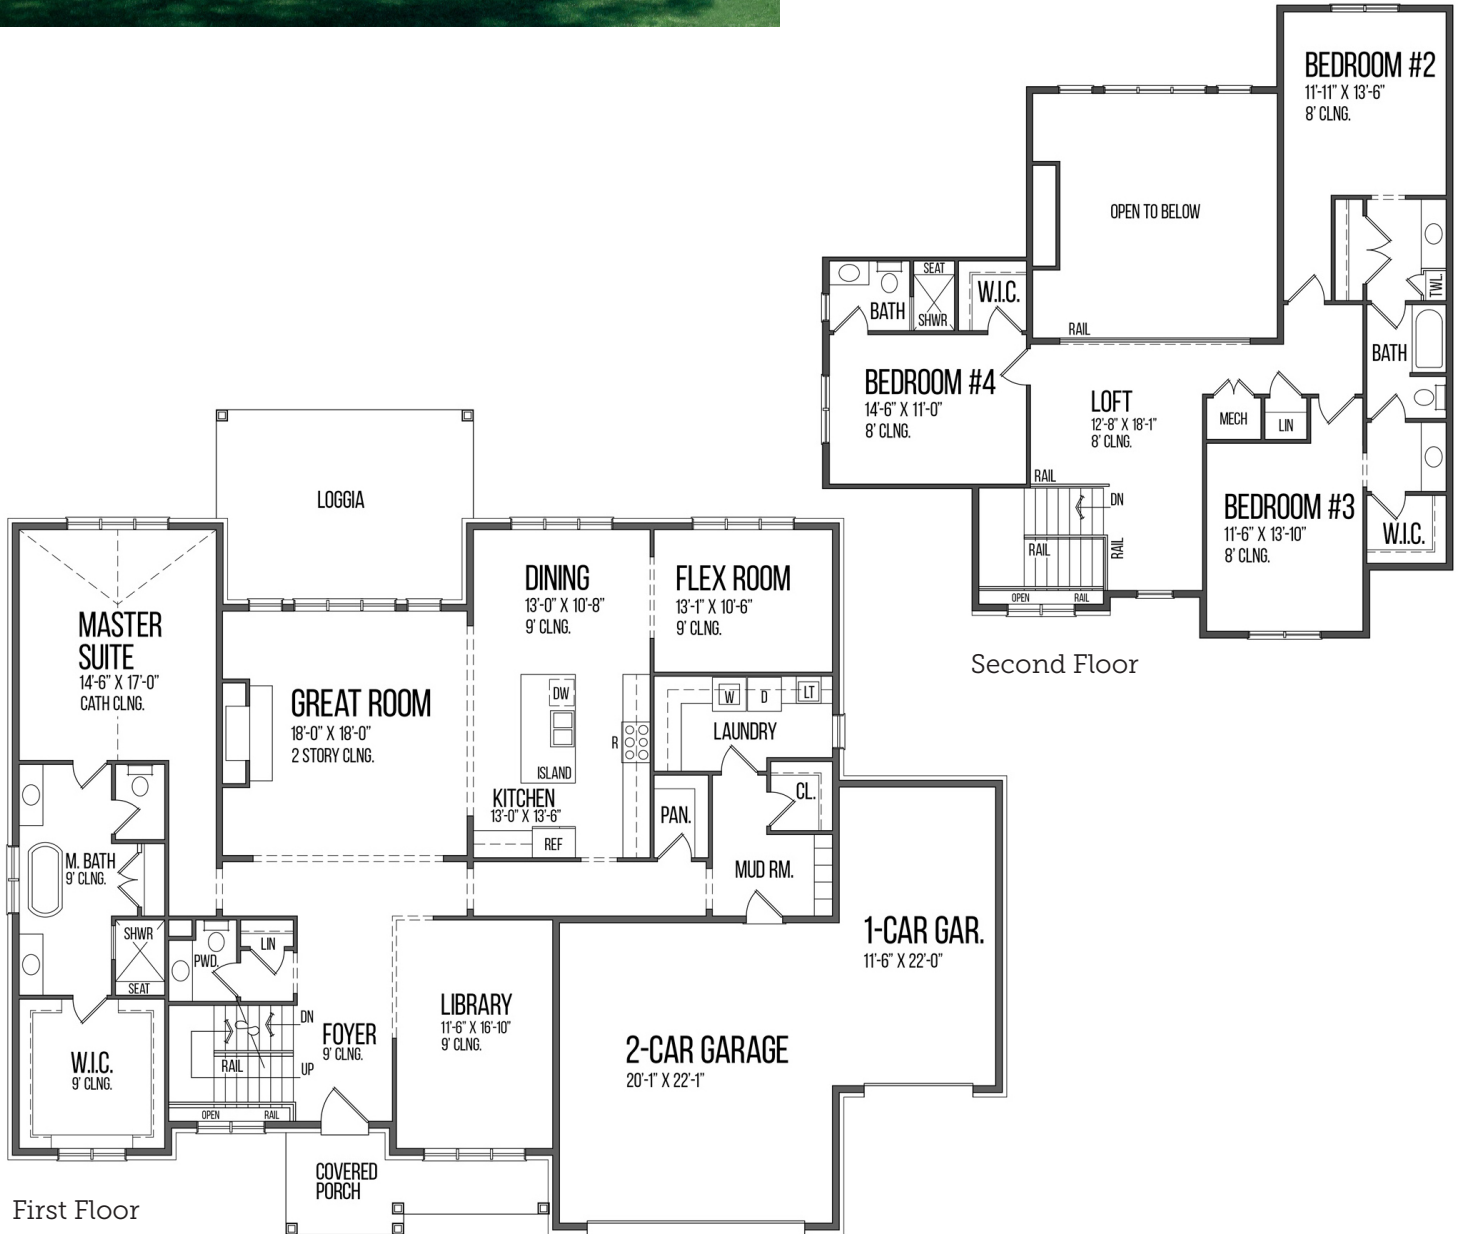 BEDROOM #2
11'-11" X 13'-6"
8' CLNG.
OPEN TO BELOW
TWL
SEAT
BATH
SHWR
W.I.C.
RAIL
BATH
BEDROOM #4
14'-6" X 11'-0"
8' CLNG.
LOFT
12'-8" X 18'-1"
8' CLNG.
MECH
LIN
RAIL
DN
BEDROOM #3
11'-6" X 13'-10"
8' CLNG.
W.I.C.
RAIL
RAIL
OPEN
RAIL
Second Floor
LOGGIA
DINING
13'-0" X 10'-8"
9' CLNG.
FLEX ROOM
13'-1" X 10'-6"
9' CLNG.
MASTER
SUITE
14'-6" X 17'-0"
CATH CLNG.
GREAT ROOM
18'-0" X 18'-0"
2 STORY CLNG.
DW
W
D
LT
LAUNDRY
R
ISLAND
KITCHEN
13'-0" X 13'-6"
REF
PAN.
CL.
M. BATH
9' CLNG.
MUD RM.
SHWR
SEAT
PWD.
LIN
1-CAR GAR.
11'-6" X 22'-0"
LIBRARY
11'-6" X 16'-10"
9' CLNG.
DN
FOYER
9' CLNG.
UP
RAIL
2-CAR GARAGE
20'-1" X 22'-1"
W.I.C.
9' CLNG.
OPEN
RAIL
COVERED
PORCH
First Floor